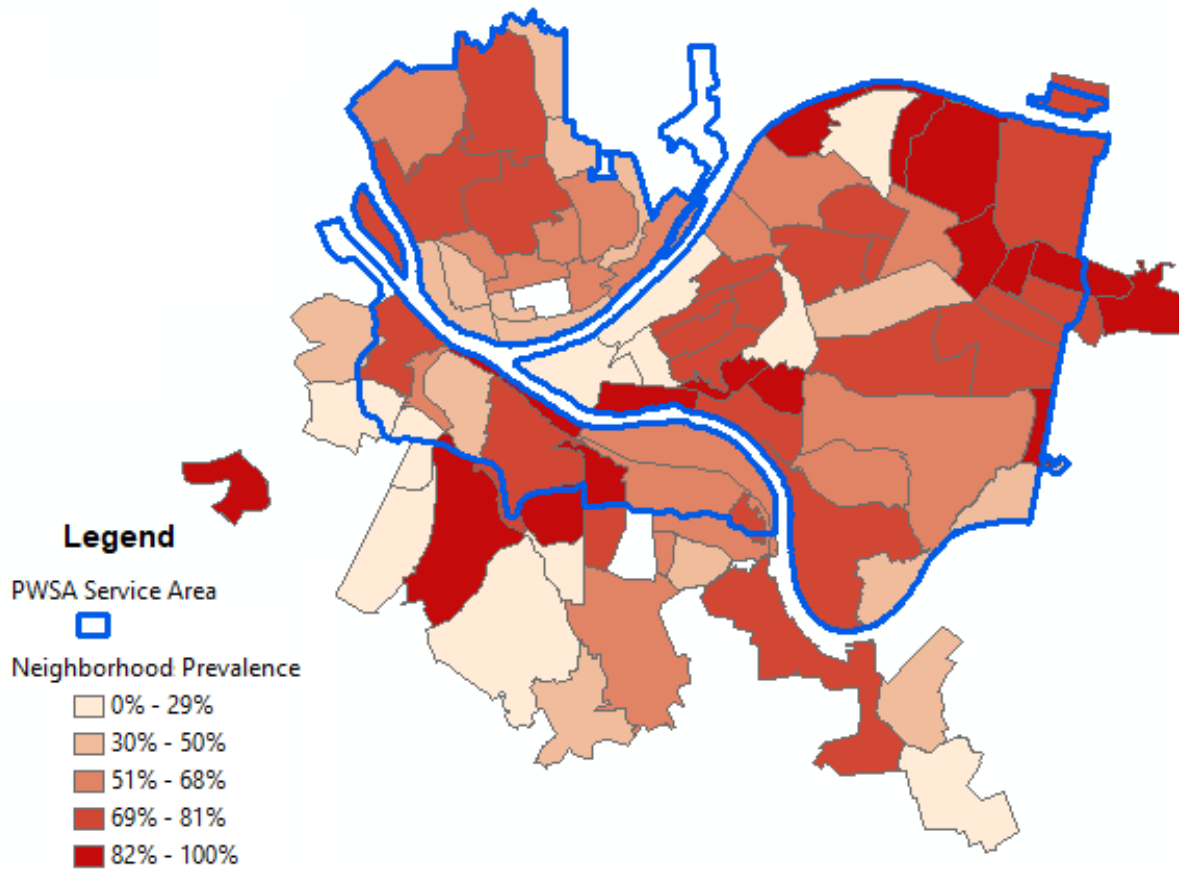 Legend
PWSA Service Area
Neighborhood Prevalence
0% - 29%
30% - 50%
51% - 68%
69% - 81%
82% - 100%